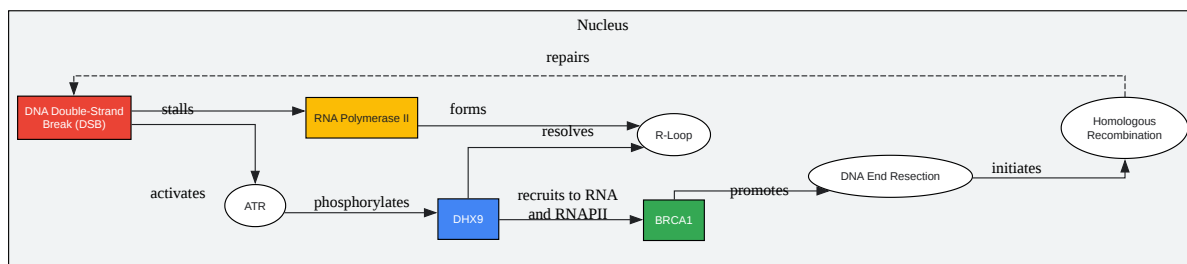 Nucleus
repairs
DNA Double-Strand
Break (DSB)
stalls
RNA Polymerase II
forms
resolves
R-Loop
Homologous
Recombination
activates
ATR
phosphorylates
DHX9
recruits to RNA
and RNAPII
BRCA1
promotes
DNA End Resection
initiates